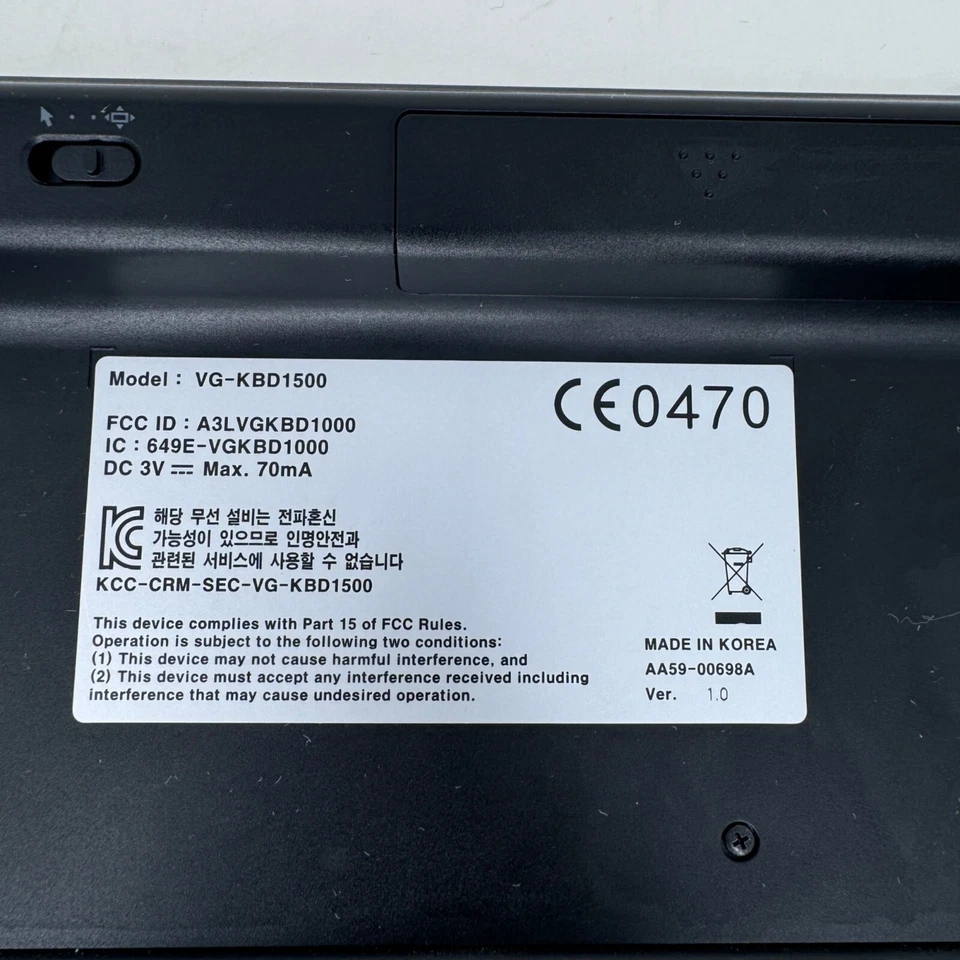 Model : VG-KBD1500
CE0470
FCC ID : A3LVGKBD1000
IC : 649E-VGKBD1000
DC 3V ⎓ Max. 70mA
해당 무선 설비는 전파혼신
가능성이 있으므로 인명안전과
관련된 서비스에 사용할 수 없습니다
KCC-CRM-SEC-VG-KBD1500
This device complies with Part 15 of FCC Rules.
Operation is subject to the following two conditions:
(1) This device may not cause harmful interference, and
(2) This device must accept any interference received including
interference that may cause undesired operation.
MADE IN KOREA
AA59-00698A
Ver. 1.0